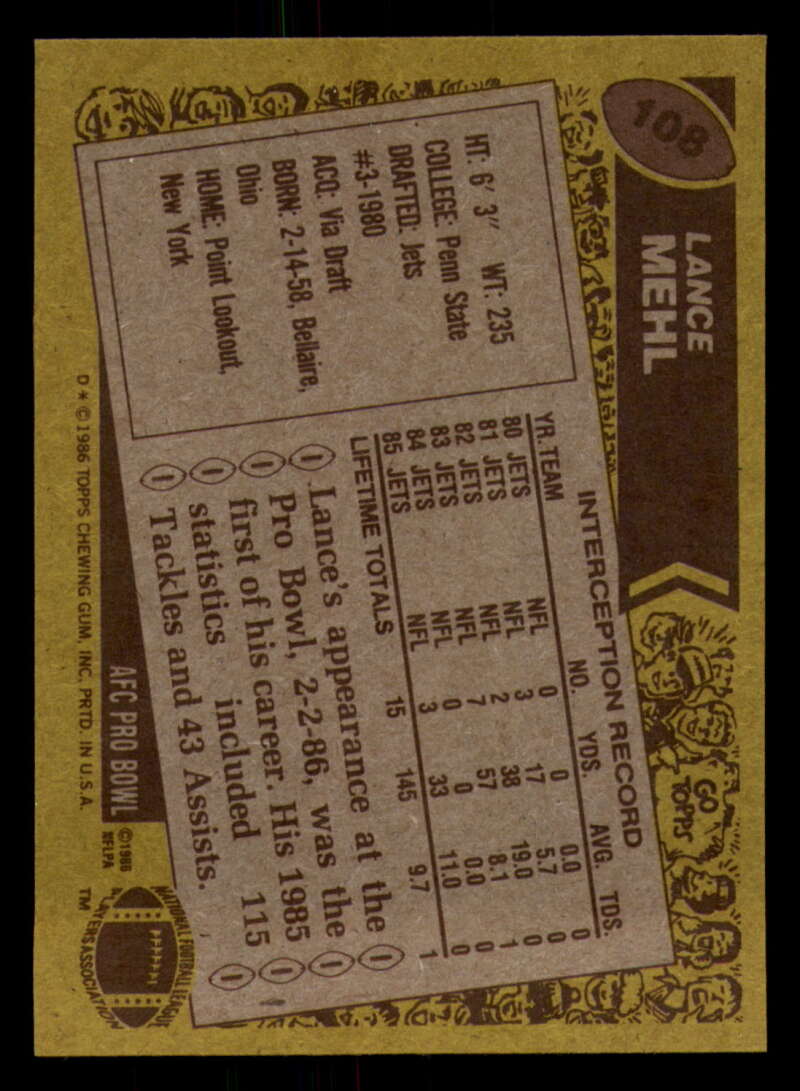 108
LANCE
MEHL
GO
TOPPS
HT: 6' 3" WT: 235
COLLEGE: Penn State
DRAFTED: Jets
#3-1980
ACQ: Via Draft
BORN: 2-14-58, Bellaire,
Ohio
HOME: Point Lookout,
New York
INTERCEPTION RECORD
YR. TEAM NO. YDS. AVG. TDS.
80 JETS NFL 0 0 0.0 0
81 JETS NFL 3 17 5.7 0
82 JETS NFL 2 38 19.0 0
83 JETS NFL 7 57 8.1 1
84 JETS NFL 0 0 0.0 0
85 JETS NFL 3 33 11.0 0
LIFETIME TOTALS 15 145 9.7 1
Lance's appearance at the
Pro Bowl, 2-2-86, was the
first of his career. His 1985
statistics included 115
Tackles and 43 Assists.
AFC PRO BOWL
©1986
NFLPA
NATIONAL FOOTBALL LEAGUE
PLAYERS ASSOCIATION
TM
D * © 1986 TOPPS CHEWING GUM, INC. PRTD. IN U.S.A.